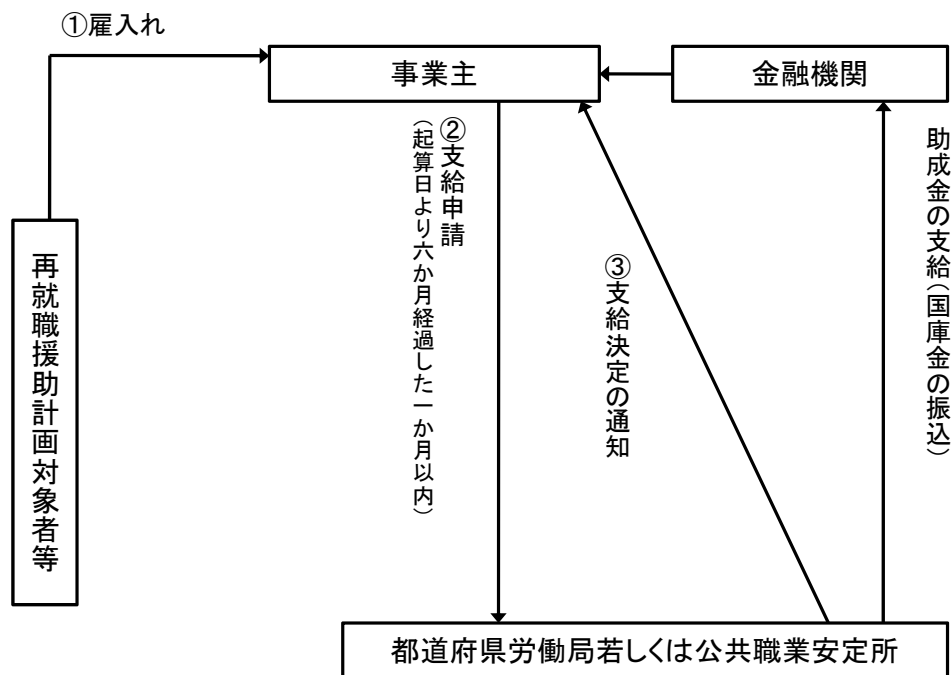 ①雇入れ
事業主
金融機関
②支給申請
（起算日より六か月経過した一か月以内）
③支給決定の通知
助成金の支給（国庫金の振込）
再就職援助計画対象者等
都道府県労働局若しくは公共職業安定所